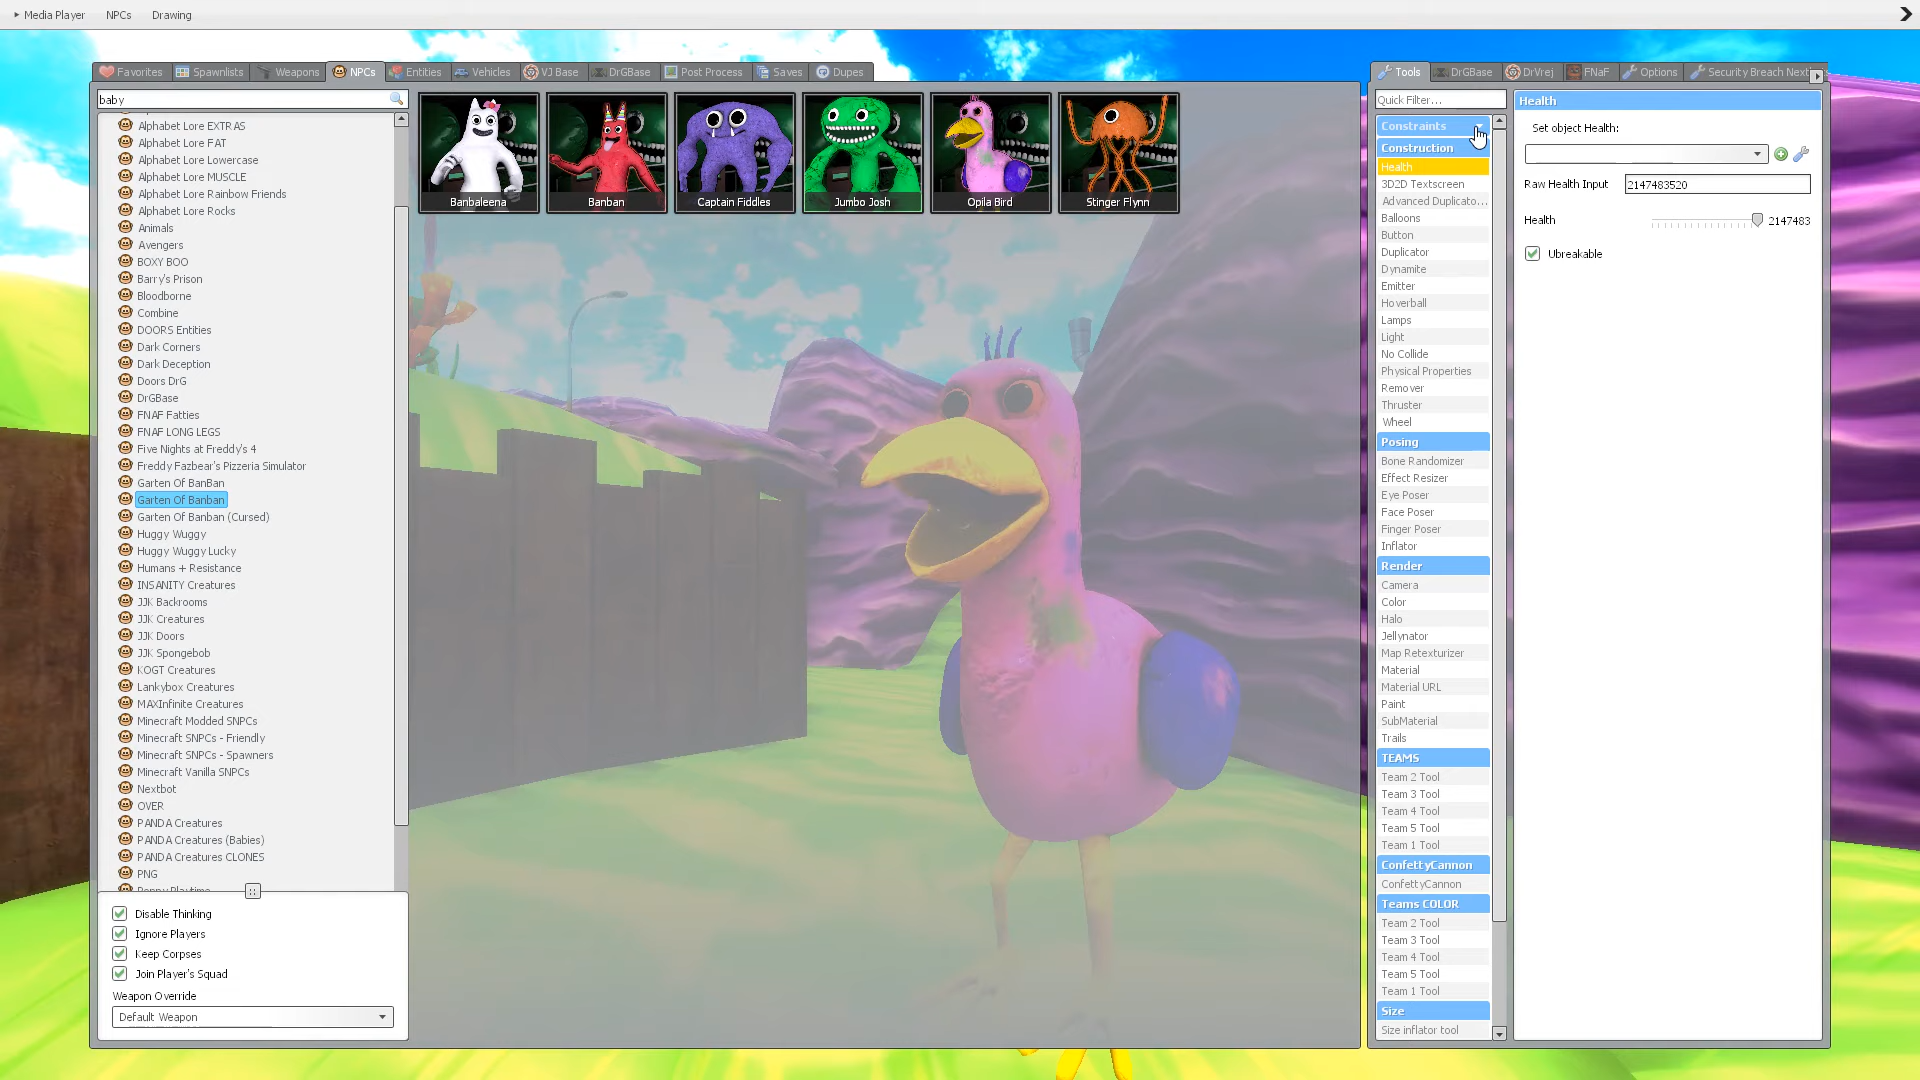 Media Player NPCs Drawing
Favorites Spawnlists Weapons NPCs Entities Vehicles VJ Base DrGBase Post Process Saves Dupes
baby
Alphabet Lore EXTRAS
Alphabet Lore FAT
Alphabet Lore Lowercase
Alphabet Lore MUSCLE
Alphabet Lore Rainbow Friends
Alphabet Lore Rocks
Animals
Avengers
BOXY BOO
Barry's Prison
Bloodborne
Combine
DOORS Entities
Dark Corners
Dark Deception
Doors DrG
DrGBase
FNAF Fatties
FNAF LONG LEGS
Five Nights at Freddy's 4
Freddy Fazbear's Pizzeria Simulator
Garten Of BanBan
Garten Of Banban
Garten Of Banban (Cursed)
Huggy Wuggy
Huggy Wuggy Lucky
Humans + Resistance
INSANITY Creatures
JJK Backrooms
JJK Creatures
JJK Doors
JJK Spongebob
KOGT Creatures
Lankybox Creatures
MAXInfinite Creatures
Minecraft Modded SNPCs
Minecraft SNPCs - Friendly
Minecraft SNPCs - Spawners
Minecraft Vanilla SNPCs
Nextbot
OVER
PANDA Creatures
PANDA Creatures (Babies)
PANDA Creatures CLONES
PNG
Disable Thinking
Ignore Players
Keep Corpses
Join Player's Squad
Weapon Override
Default Weapon
Banbaleena Banban Captain Fiddles Jumbo Josh Opila Bird Stinger Flynn
Tools DrGBase DrVrej FNaF Options Security Breach Next
Quick Filter...
Constraints
Construction
Health
3D2D Textscreen
Advanced Duplicato...
Balloons
Button
Duplicator
Dynamite
Emitter
Hoverball
Lamps
Light
No Collide
Physical Properties
Remover
Thruster
Wheel
Posing
Bone Randomizer
Effect Resizer
Eye Poser
Face Poser
Finger Poser
Inflator
Render
Camera
Color
Halo
Jellynator
Map Retexturizer
Material
Material URL
Paint
SubMaterial
Trails
TEAMS
Team 2 Tool
Team 3 Tool
Team 4 Tool
Team 5 Tool
Team 1 Tool
ConfettyCannon
ConfettyCannon
Teams COLOR
Team 2 Tool
Team 3 Tool
Team 4 Tool
Team 5 Tool
Team 1 Tool
Size
Size inflator tool
Health
Set object Health:
Raw Health Input 2147483520
Health 2147483
Ubreakable